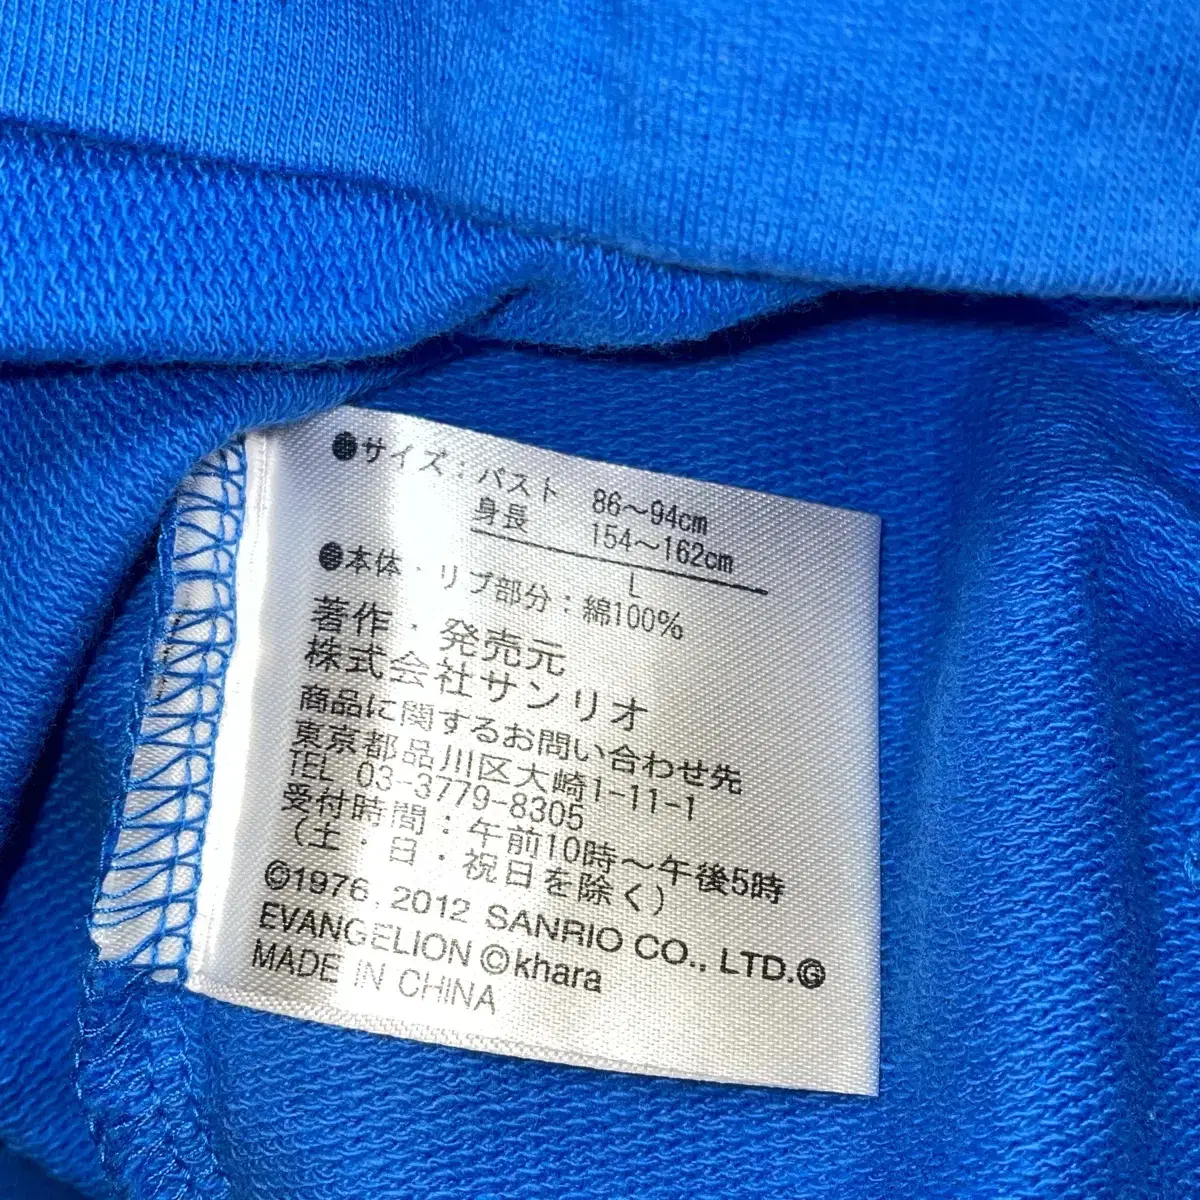 ●サイズ：バスト 86～94cm
身長 154～162cm
L
●本体・リブ部分：綿100%
著作・発売元
株式会社サンリオ
商品に関するお問い合わせ先
東京都品川区大崎1-11-1
TEL 03-3779-8305
受付時間：午前10時～午後5時
（土・日・祝日を除く）
©1976, 2012 SANRIO CO., LTD.Ⓖ
EVANGELION ©khara
MADE IN CHINA